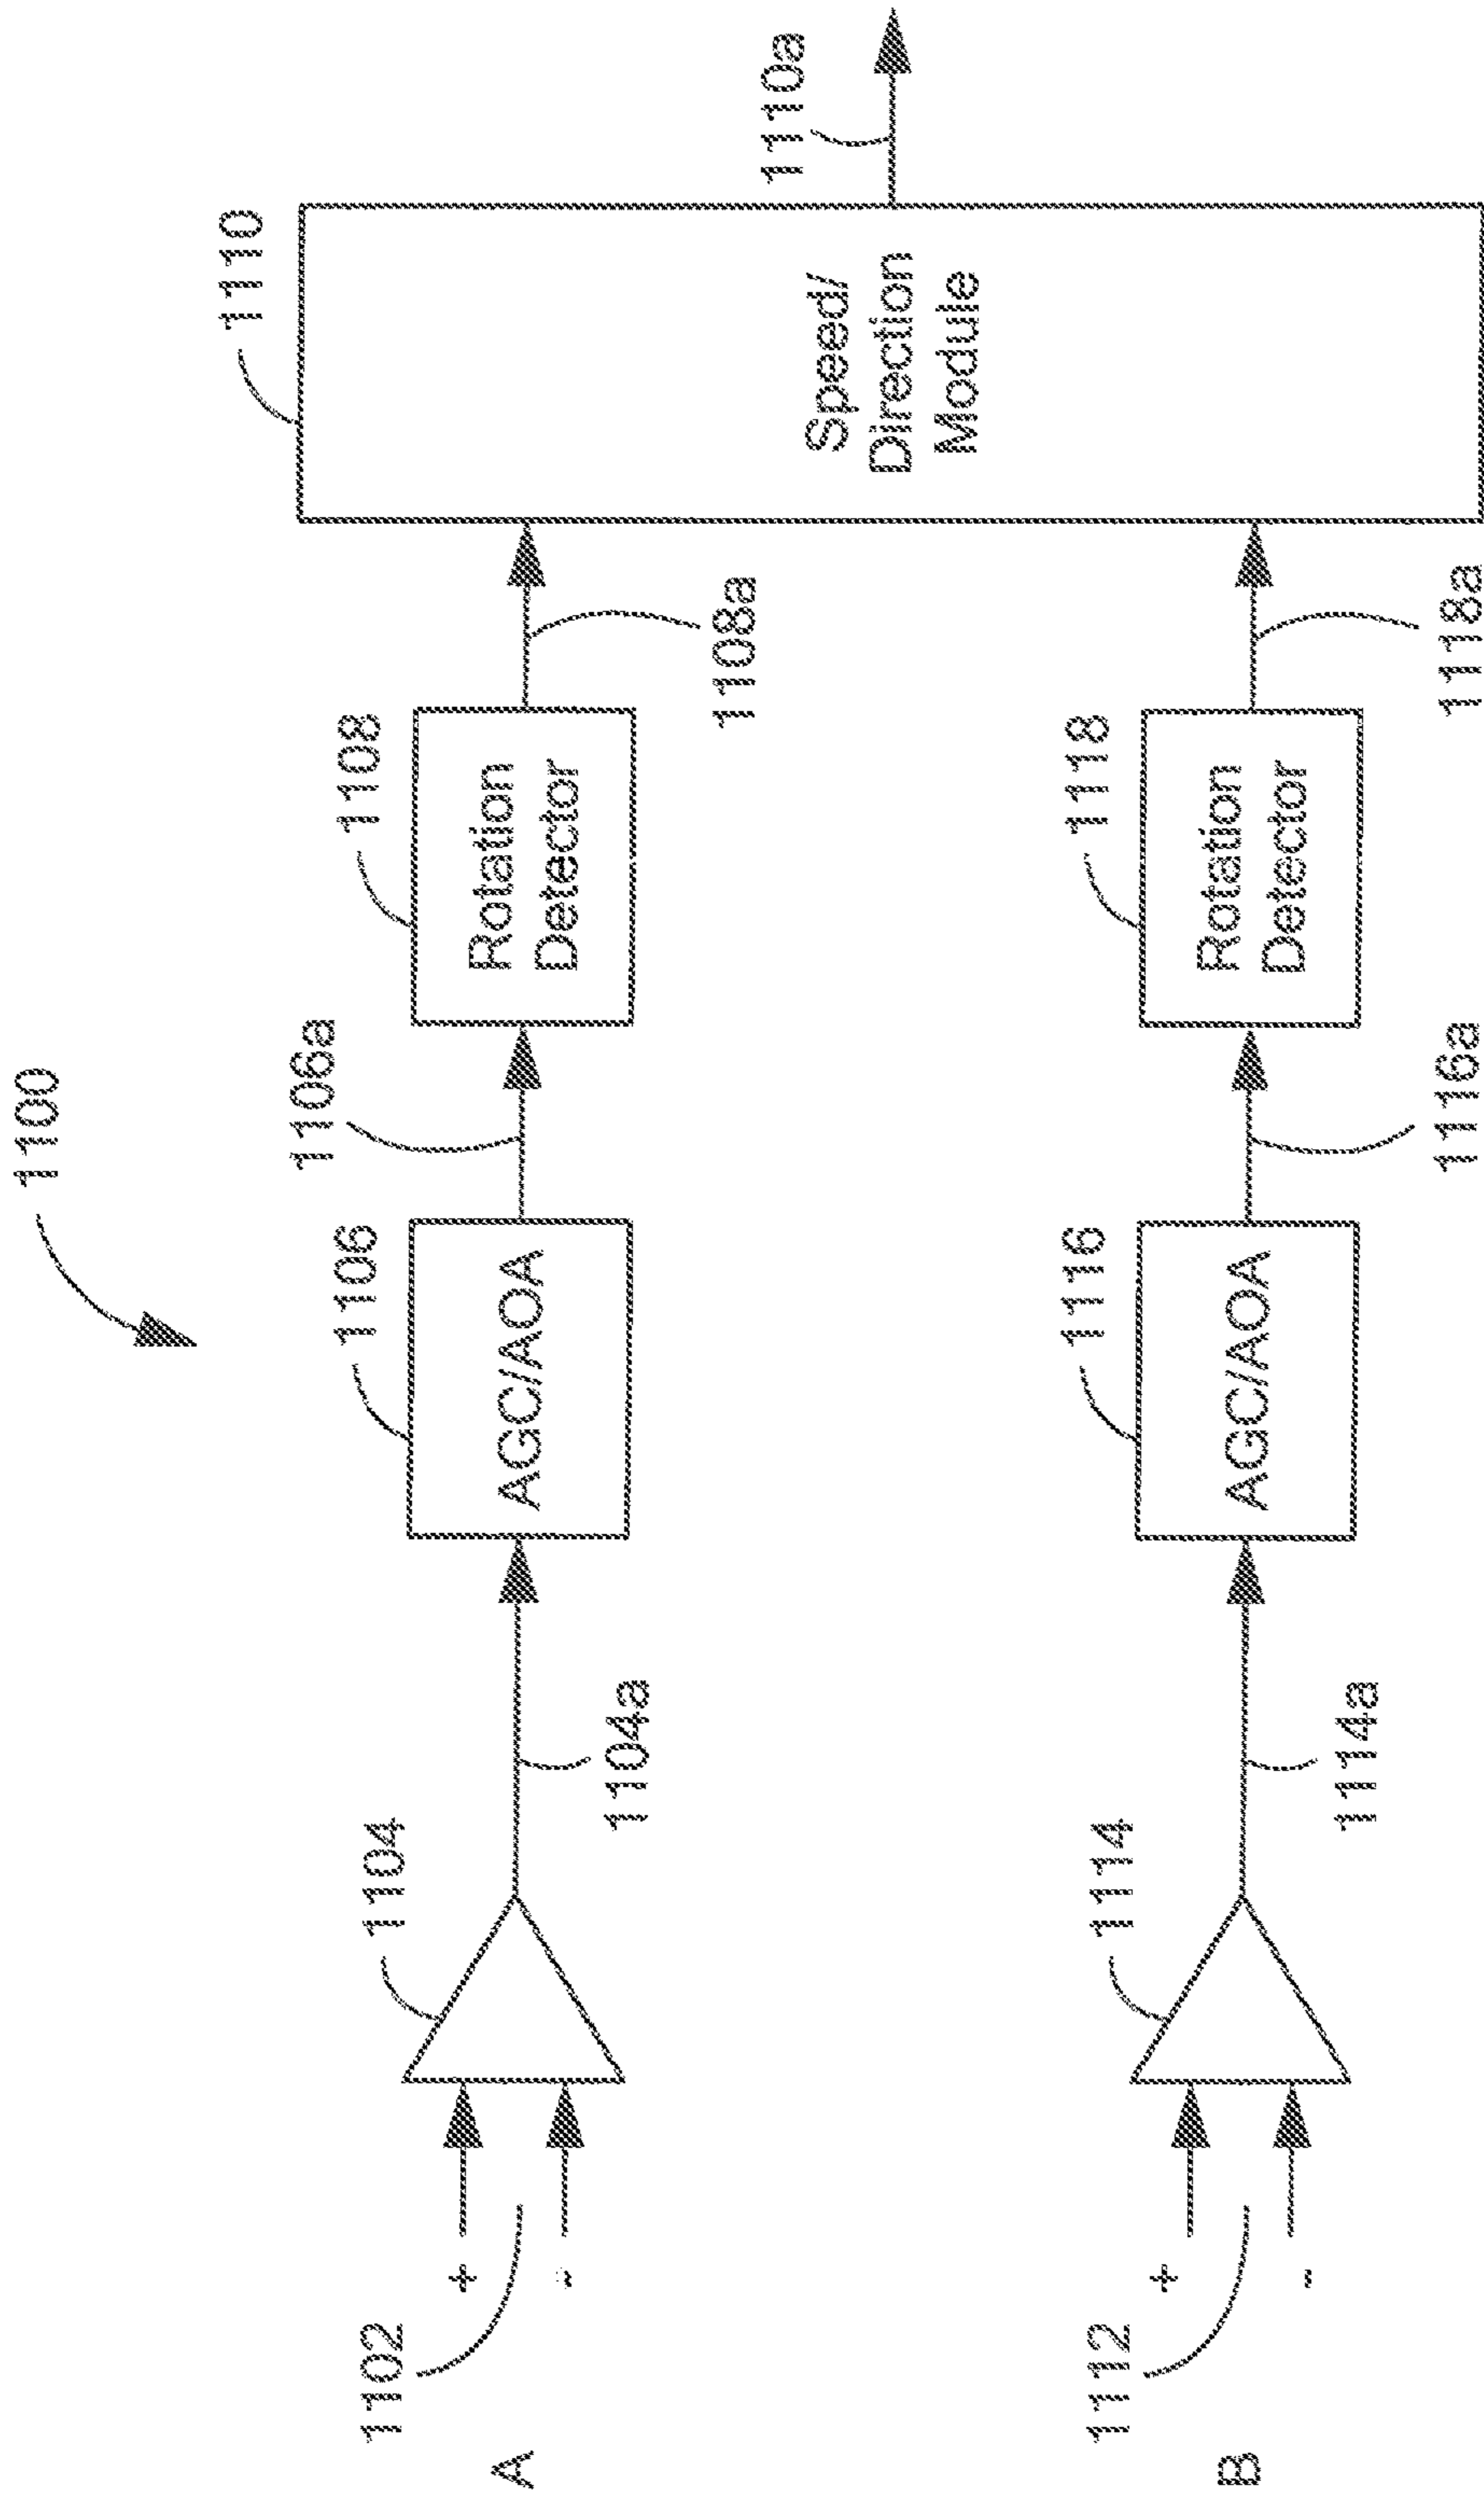 1100
A
1102
+
-
1104
1104a
1106
AGC/AOA
1106a
1108
Rotation
Detector
1108a
1110
Speed/
Direction
Module
1110a
B
1112
+
-
1114
1114a
1116
AGC/AOA
1116a
1118
Rotation
Detector
1118a